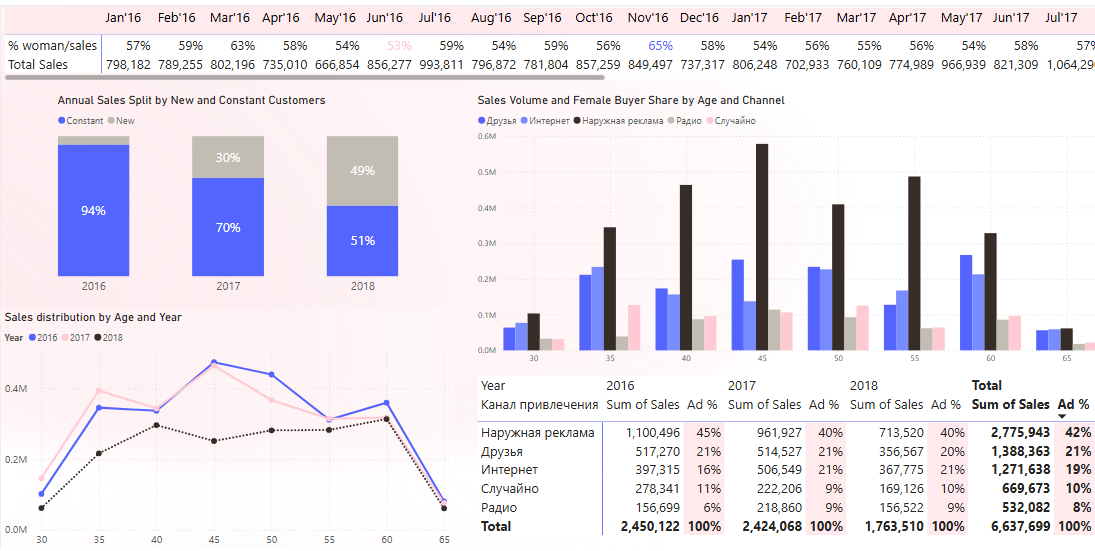 Jan'16 Feb'16 Mar'16 Apr'16 May'16 Jun'16 Jul'16 Aug'16 Sep'16 Oct'16 Nov'16 Dec'16 Jan'17 Feb'17 Mar'17 Apr'17 May'17 Jun'17 Jul'17
% woman/sales 57% 59% 63% 58% 54% 53% 59% 54% 59% 56% 65% 58% 54% 56% 55% 56% 54% 58% 57%
Total Sales 798,182 789,255 802,196 735,010 666,854 856,277 993,811 796,872 781,804 857,259 849,497 737,317 806,248 702,933 760,109 774,989 966,939 821,309 1,064,29
Annual Sales Split by New and Constant Customers
Constant New
30%
49%
94%
70%
51%
2016 2017 2018
Sales Volume and Female Buyer Share by Age and Channel
Друзья Интернет Наружная реклама Радио Случайно
0.6M
0.5M
0.4M
0.3M
0.2M
0.1M
0.0M
30 35 40 45 50 55 60 65
Sales distribution by Age and Year
Year 2016 2017 2018
0.4M
0.2M
0.0M
30 35 40 45 50 55 60 65
Year 2016 2017 2018 Total
Канал привлечения Sum of Sales Ad % Sum of Sales Ad % Sum of Sales Ad % Sum of Sales Ad %
Наружная реклама 1,100,496 45% 961,927 40% 713,520 40% 2,775,943 42%
Друзья 517,270 21% 514,527 21% 356,567 20% 1,388,363 21%
Интернет 397,315 16% 506,549 21% 367,775 21% 1,271,638 19%
Случайно 278,341 11% 222,206 9% 169,126 10% 669,673 10%
Радио 156,699 6% 218,860 9% 156,522 9% 532,082 8%
Total 2,450,122 100% 2,424,068 100% 1,763,510 100% 6,637,699 100%